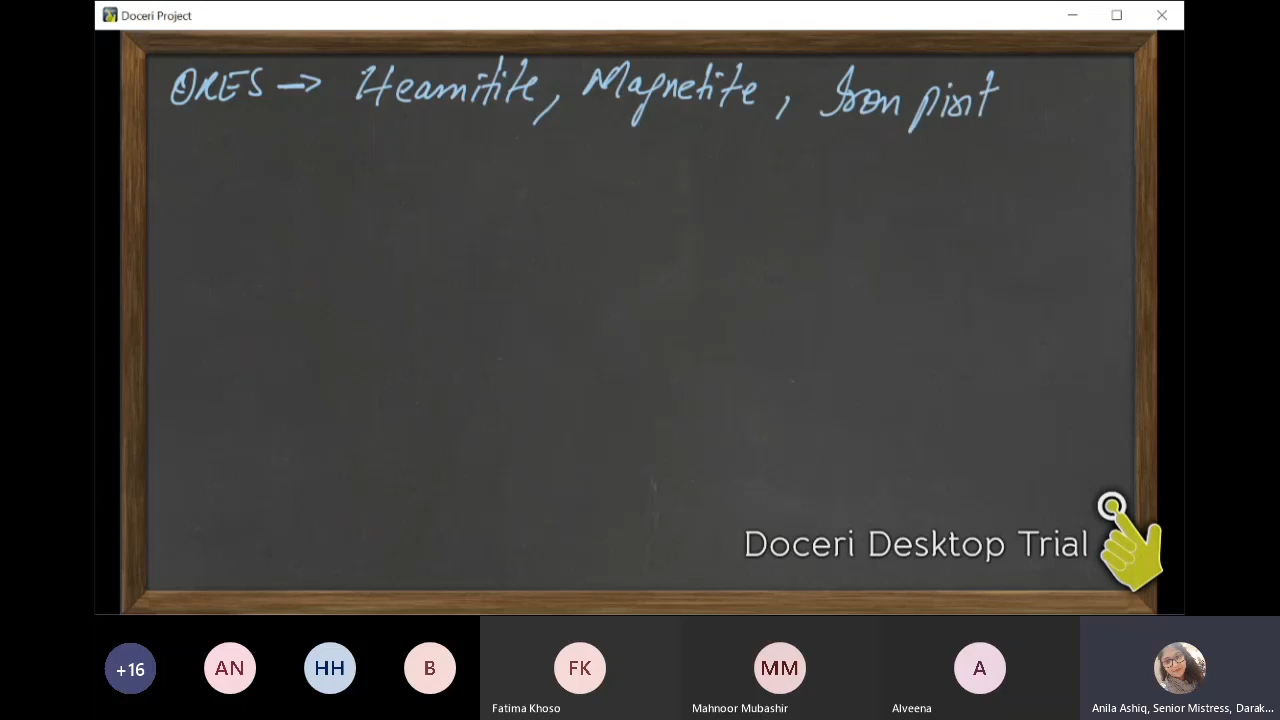 Doceri Project
ORES → Heamitite, Magnetite, Iron pirit
Doceri Desktop Trial
+16
AN
HH
B
FK
MM
A
Fatima Khoso
Mahnoor Mubashir
Alveena
Anila Ashiq, Senior Mistress, Darak...